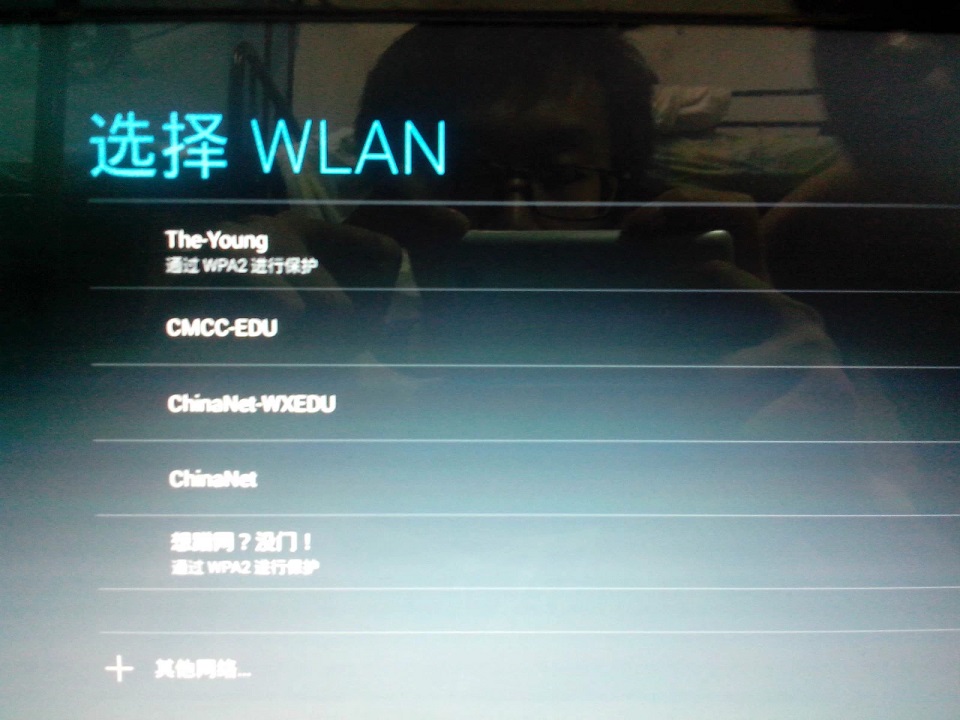 选择 WLAN
The-Young
通过 WPA2 进行保护
CMCC-EDU
ChinaNet-WXEDU
ChinaNet
想蹭网？没门！
通过 WPA2 进行保护
其他网络...